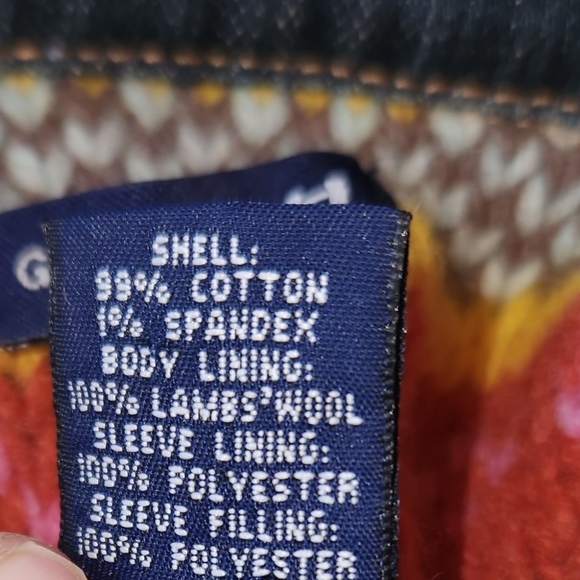 SHELL:
99% COTTON
1% SPANDEX
BODY LINING:
100% LAMBS'WOOL
SLEEVE LINING:
100% POLYESTER
SLEEVE FILLING:
100% POLYESTER